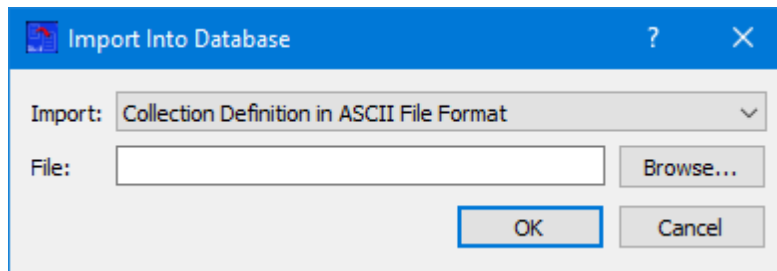 Import Into Database ?
Import: Collection Definition in ASCII File Format
File: Browse...
OK Cancel